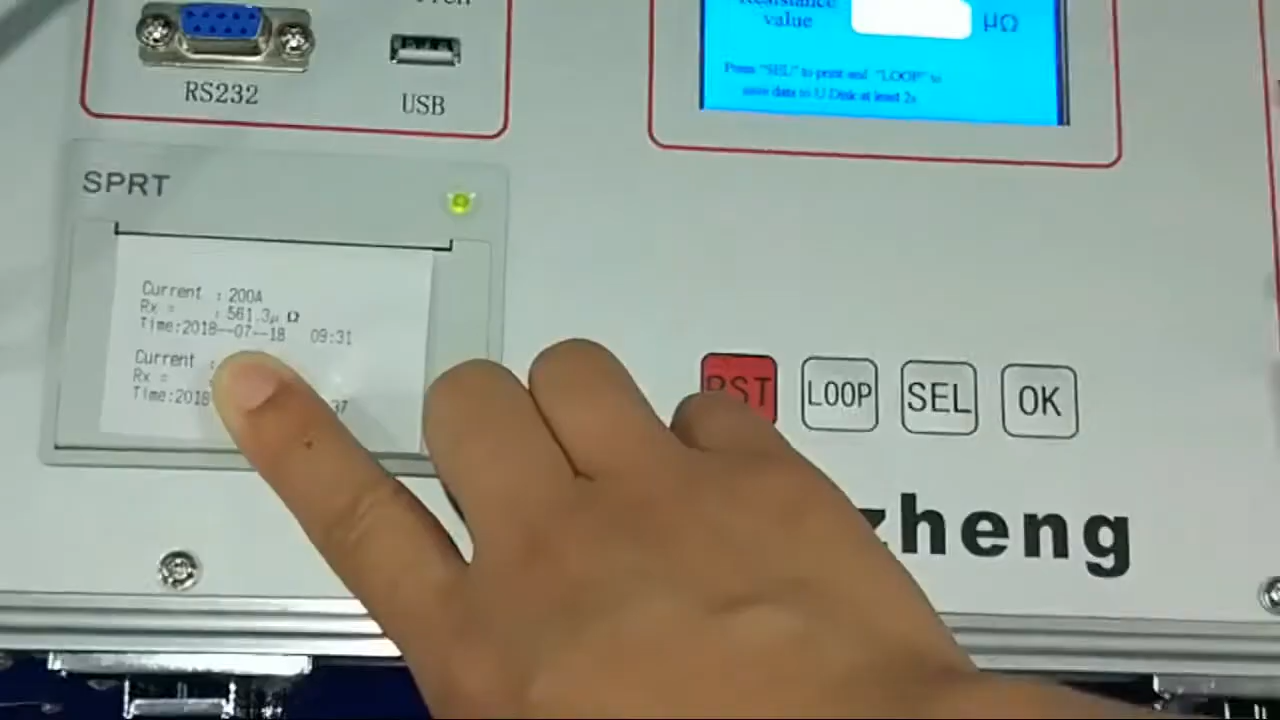 RS232
USB
Resistance
value
μΩ
Press "SEL" to print and "LOOP" to
save data to U Disk at least 2s
SPRT
Current : 200A
Rx = : 561.3μ Ω
Time:2018--07--18 09:31
Current :
Rx =
Time:2018 37
RST
LOOP
SEL
OK
zheng